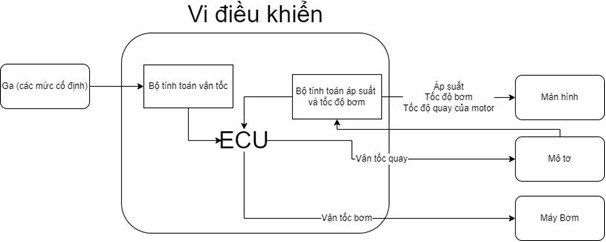 Vi điều khiển
Ga (các mức cố định)
Bộ tính toán vận tốc
Bộ tính toán áp suất
và tốc độ bơm
Áp suất
Tốc độ bơm
Tốc độ quay của motor
Màn hình
ECU
Vận tốc quay
Mô tơ
Vận tốc bơm
Máy Bơm